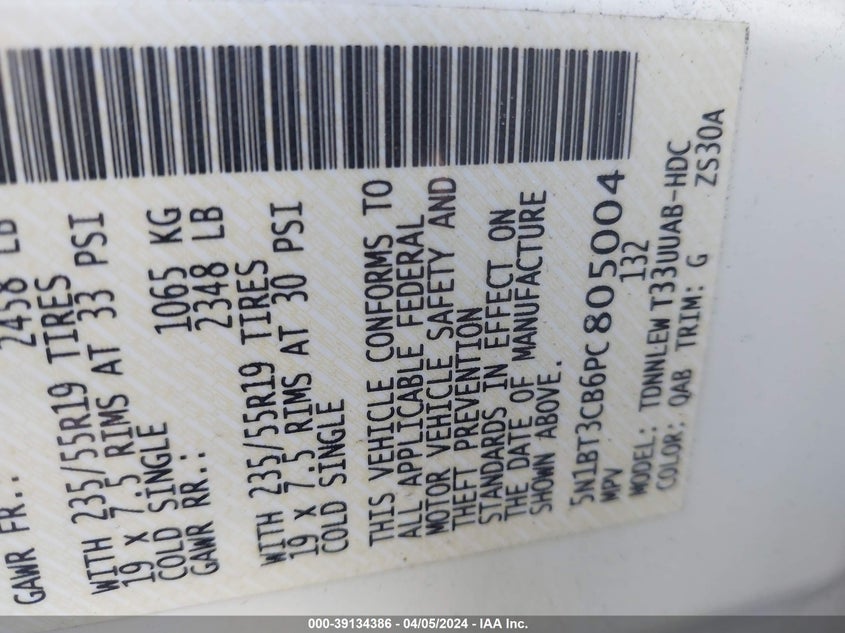 2458 LB
GAWR FR.:
WITH 235/55R19 TIRES
19 X 7.5 RIMS AT 33 PSI
COLD SINGLE 1065 KG
GAWR RR.: 2348 LB
WITH 235/55R19 TIRES
19 X 7.5 RIMS AT 30 PSI
COLD SINGLE
THIS VEHICLE CONFORMS TO
ALL APPLICABLE FEDERAL
MOTOR VEHICLE SAFETY AND
THEFT PREVENTION
STANDARDS IN EFFECT ON
THE DATE OF MANUFACTURE
SHOWN ABOVE.
5N1BT3CB6PC805004
MPV 132
MODEL: TDNNLEW T33UUAB-HDC
COLOR: QAB TRIM: G ZS30A
000-39134386 - 04/05/2024 - IAA Inc.